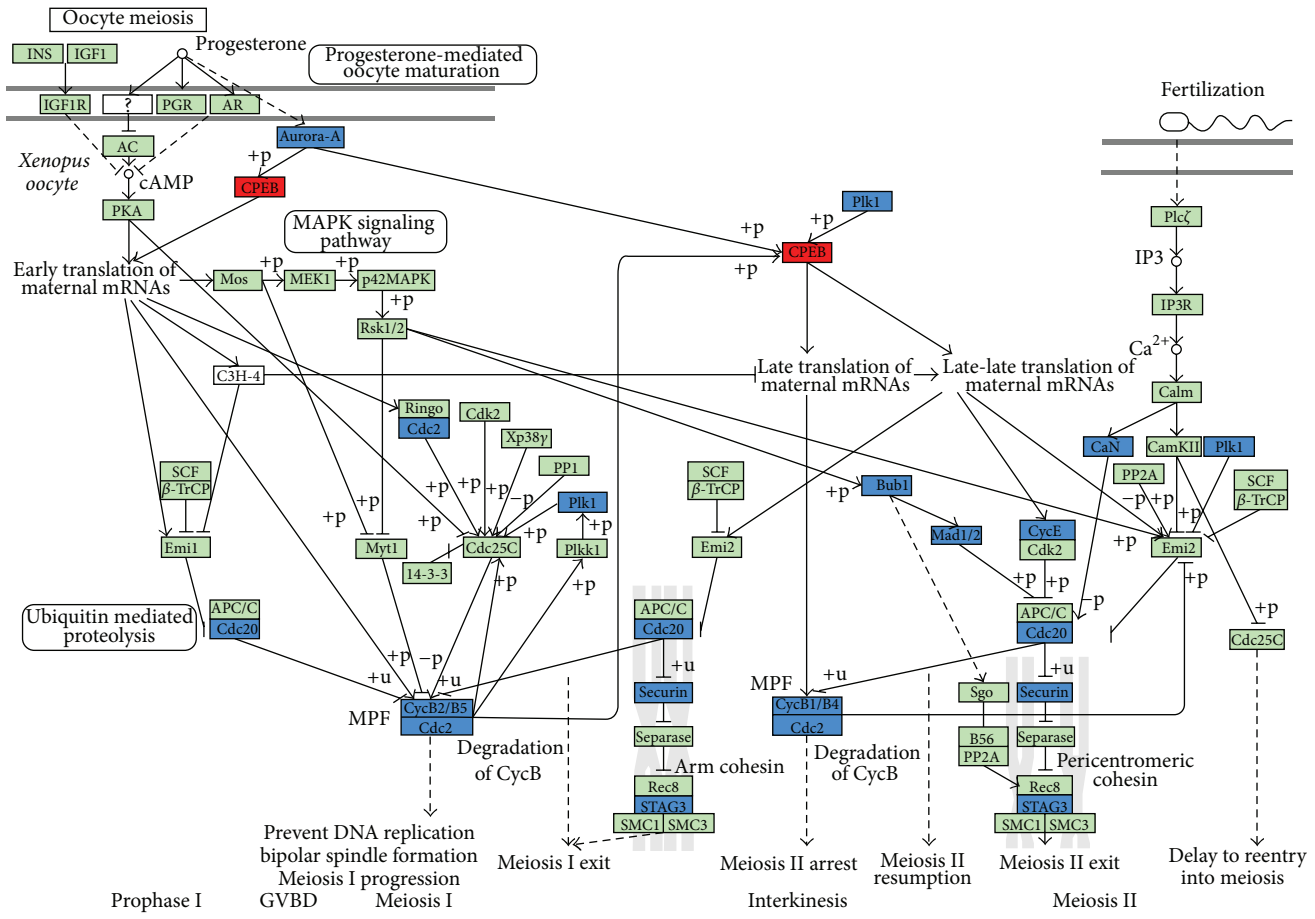 Oocyte meiosis
INS
IGF1
Progesterone
Progesterone-mediated
oocyte maturation
IGF1R
?
PGR
AR
Fertilization
AC
Aurora-A
Xenopus
oocyte
cAMP
+p
CPEB
PKA
MAPK signaling
pathway
Plk1
+p
+p
CPEB
+p
Plcζ
IP3
Early translation of
maternal mRNAs
Mos
+p
MEK1
+p
p42MAPK
+p
Rsk1/2
IP3R
Ca2+
C3H-4
Late translation of
maternal mRNAs
Late-late translation of
maternal mRNAs
Calm
Ringo
Cdc2
Cdk2
Xp38γ
PP1
CaN
CamKII
Plk1
SCF
β-TrCP
SCF
β-TrCP
PP2A
SCF
β-TrCP
+p
+p
+p
+p
−p
Plk1
+p
Bub1
−p
+p
+p
+p
+p
+p
+p
Emi1
Myt1
Cdc25C
Plkk1
Emi2
Mad1/2
CycE
Cdk2
+p
Emi2
14-3-3
+p
+p
+p
+p
+p
Ubiquitin mediated
proteolysis
APC/C
Cdc20
APC/C
Cdc20
APC/C
Cdc20
−p
+p
Cdc25C
+u
+p
−p
+u
+u
+u
+u
MPF
CycB2/B5
Cdc2
Securin
MPF
CycB1/B4
Cdc2
Sgo
Securin
Degradation
of CycB
Separase
Degradation
of CycB
B56
PP2A
Separase
Arm cohesin
Pericentromeric
cohesin
Rec8
STAG3
SMC1
SMC3
Rec8
STAG3
SMC1
SMC3
Prevent DNA replication
bipolar spindle formation
Meiosis I progression
Meiosis I exit
Meiosis II arrest
Meiosis II
resumption
Meiosis II exit
Delay to reentry
into meiosis
Prophase I
GVBD
Meiosis I
Interkinesis
Meiosis II